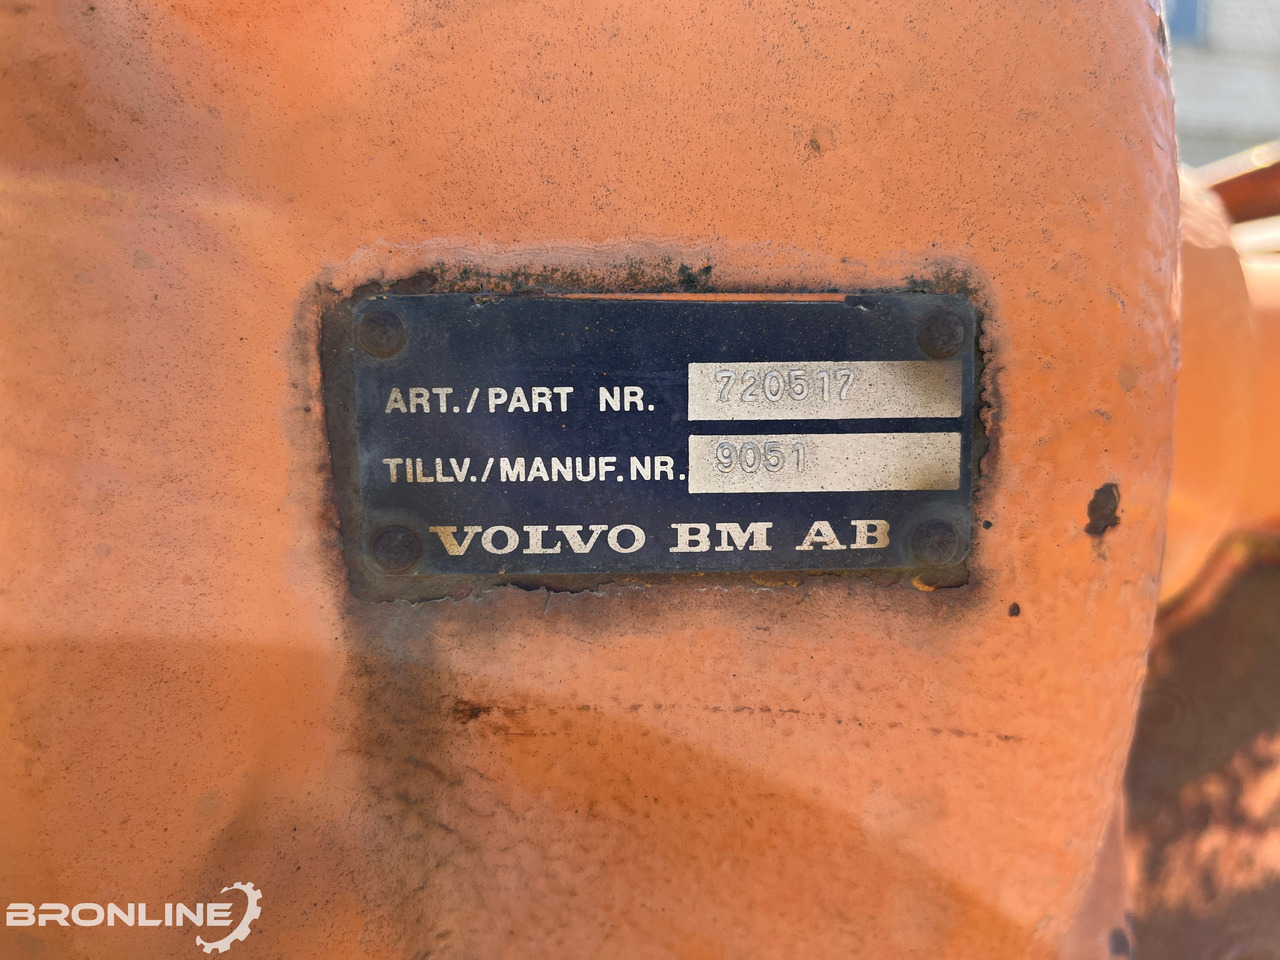 ART./PART NR. 720517
TILLV./MANUF.NR. 9051
VOLVO BM AB
BRONLINE